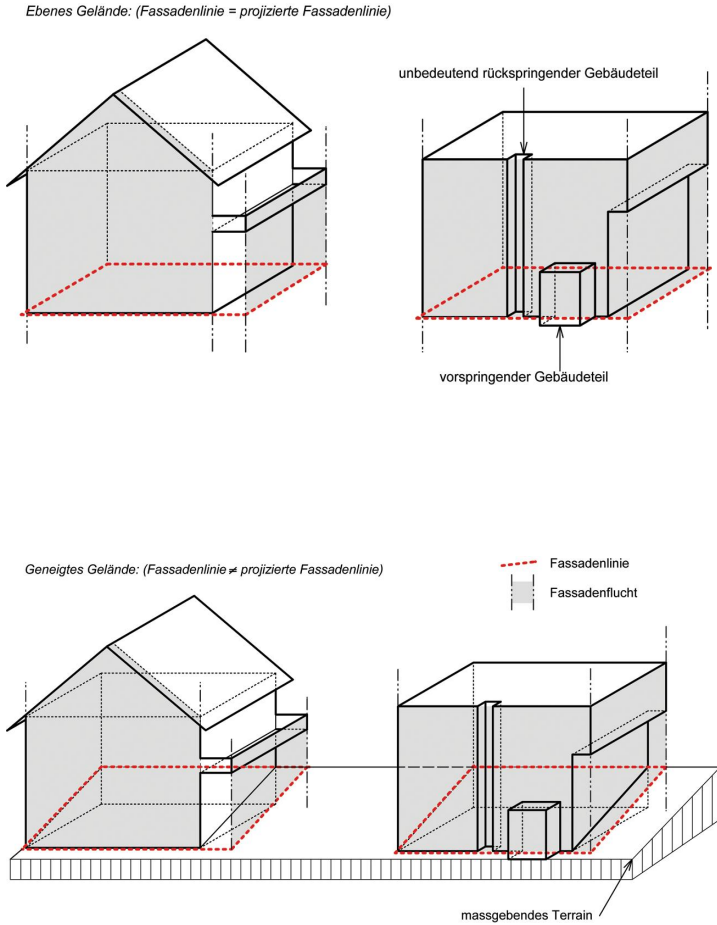 Ebenes Gelände: (Fassadenlinie = projizierte Fassadenlinie)
unbedeutend rückspringender Gebäudeteil
vorspringender Gebäudeteil
Geneigtes Gelände: (Fassadenlinie ≠ projizierte Fassadenlinie)
Fassadenlinie
Fassadenflucht
massgebendes Terrain